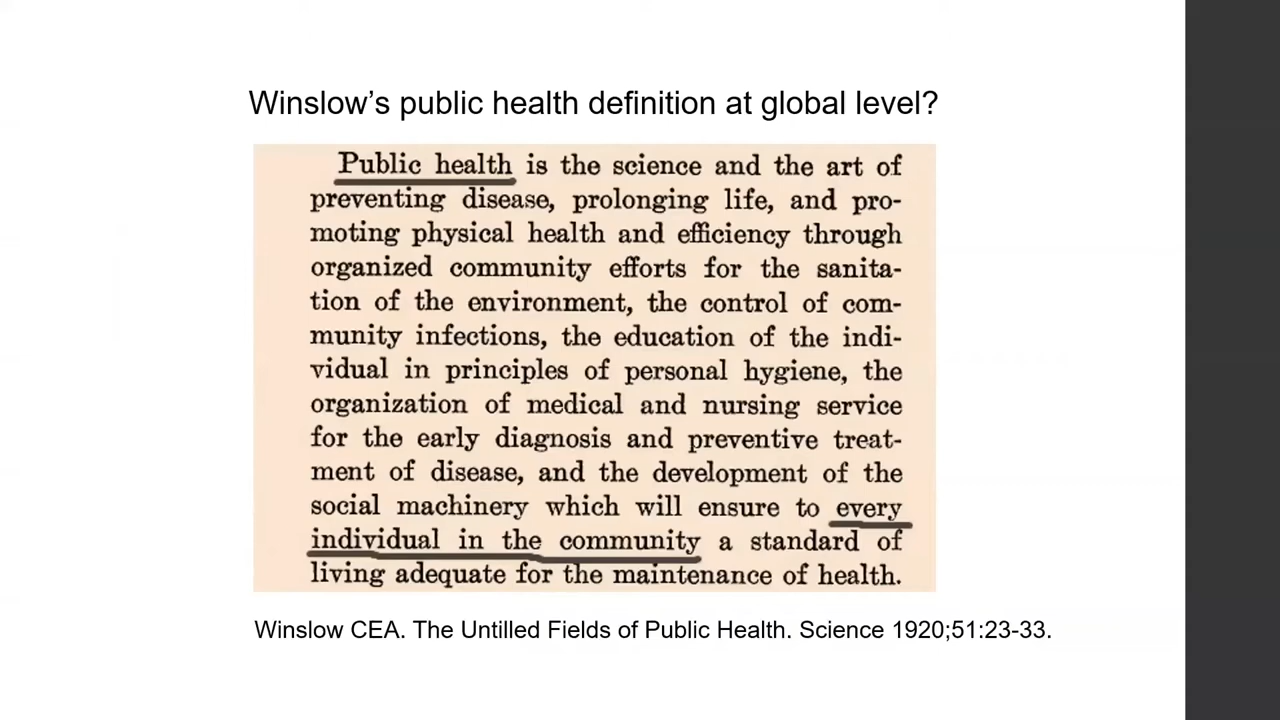 Winslow’s public health definition at global level?
Public health is the science and the art of
preventing disease, prolonging life, and pro-
moting physical health and efficiency through
organized community efforts for the sanita-
tion of the environment, the control of com-
munity infections, the education of the indi-
vidual in principles of personal hygiene, the
organization of medical and nursing service
for the early diagnosis and preventive treat-
ment of disease, and the development of the
social machinery which will ensure to every
individual in the community a standard of
living adequate for the maintenance of health.
Winslow CEA. The Untilled Fields of Public Health. Science 1920;51:23-33.